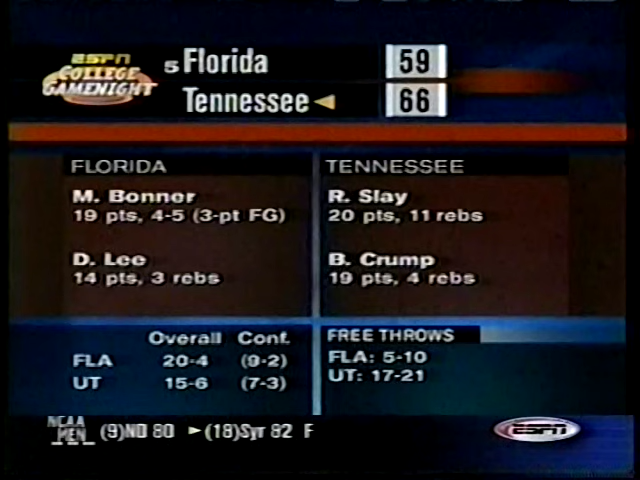 ESPN
COLLEGE
GAMENIGHT
5 Florida 59
Tennessee ◄ 66
FLORIDA
M. Bonner
19 pts, 4-5 (3-pt FG)
D. Lee
14 pts, 3 rebs
TENNESSEE
R. Slay
20 pts, 11 rebs
B. Crump
19 pts, 4 rebs
Overall Conf.
FLA 20-4 (9-2)
UT 15-6 (7-3)
FREE THROWS
FLA: 5-10
UT: 17-21
NCAA
MEN
(9)ND 80 ►(18)Syr 82 F
ESPN